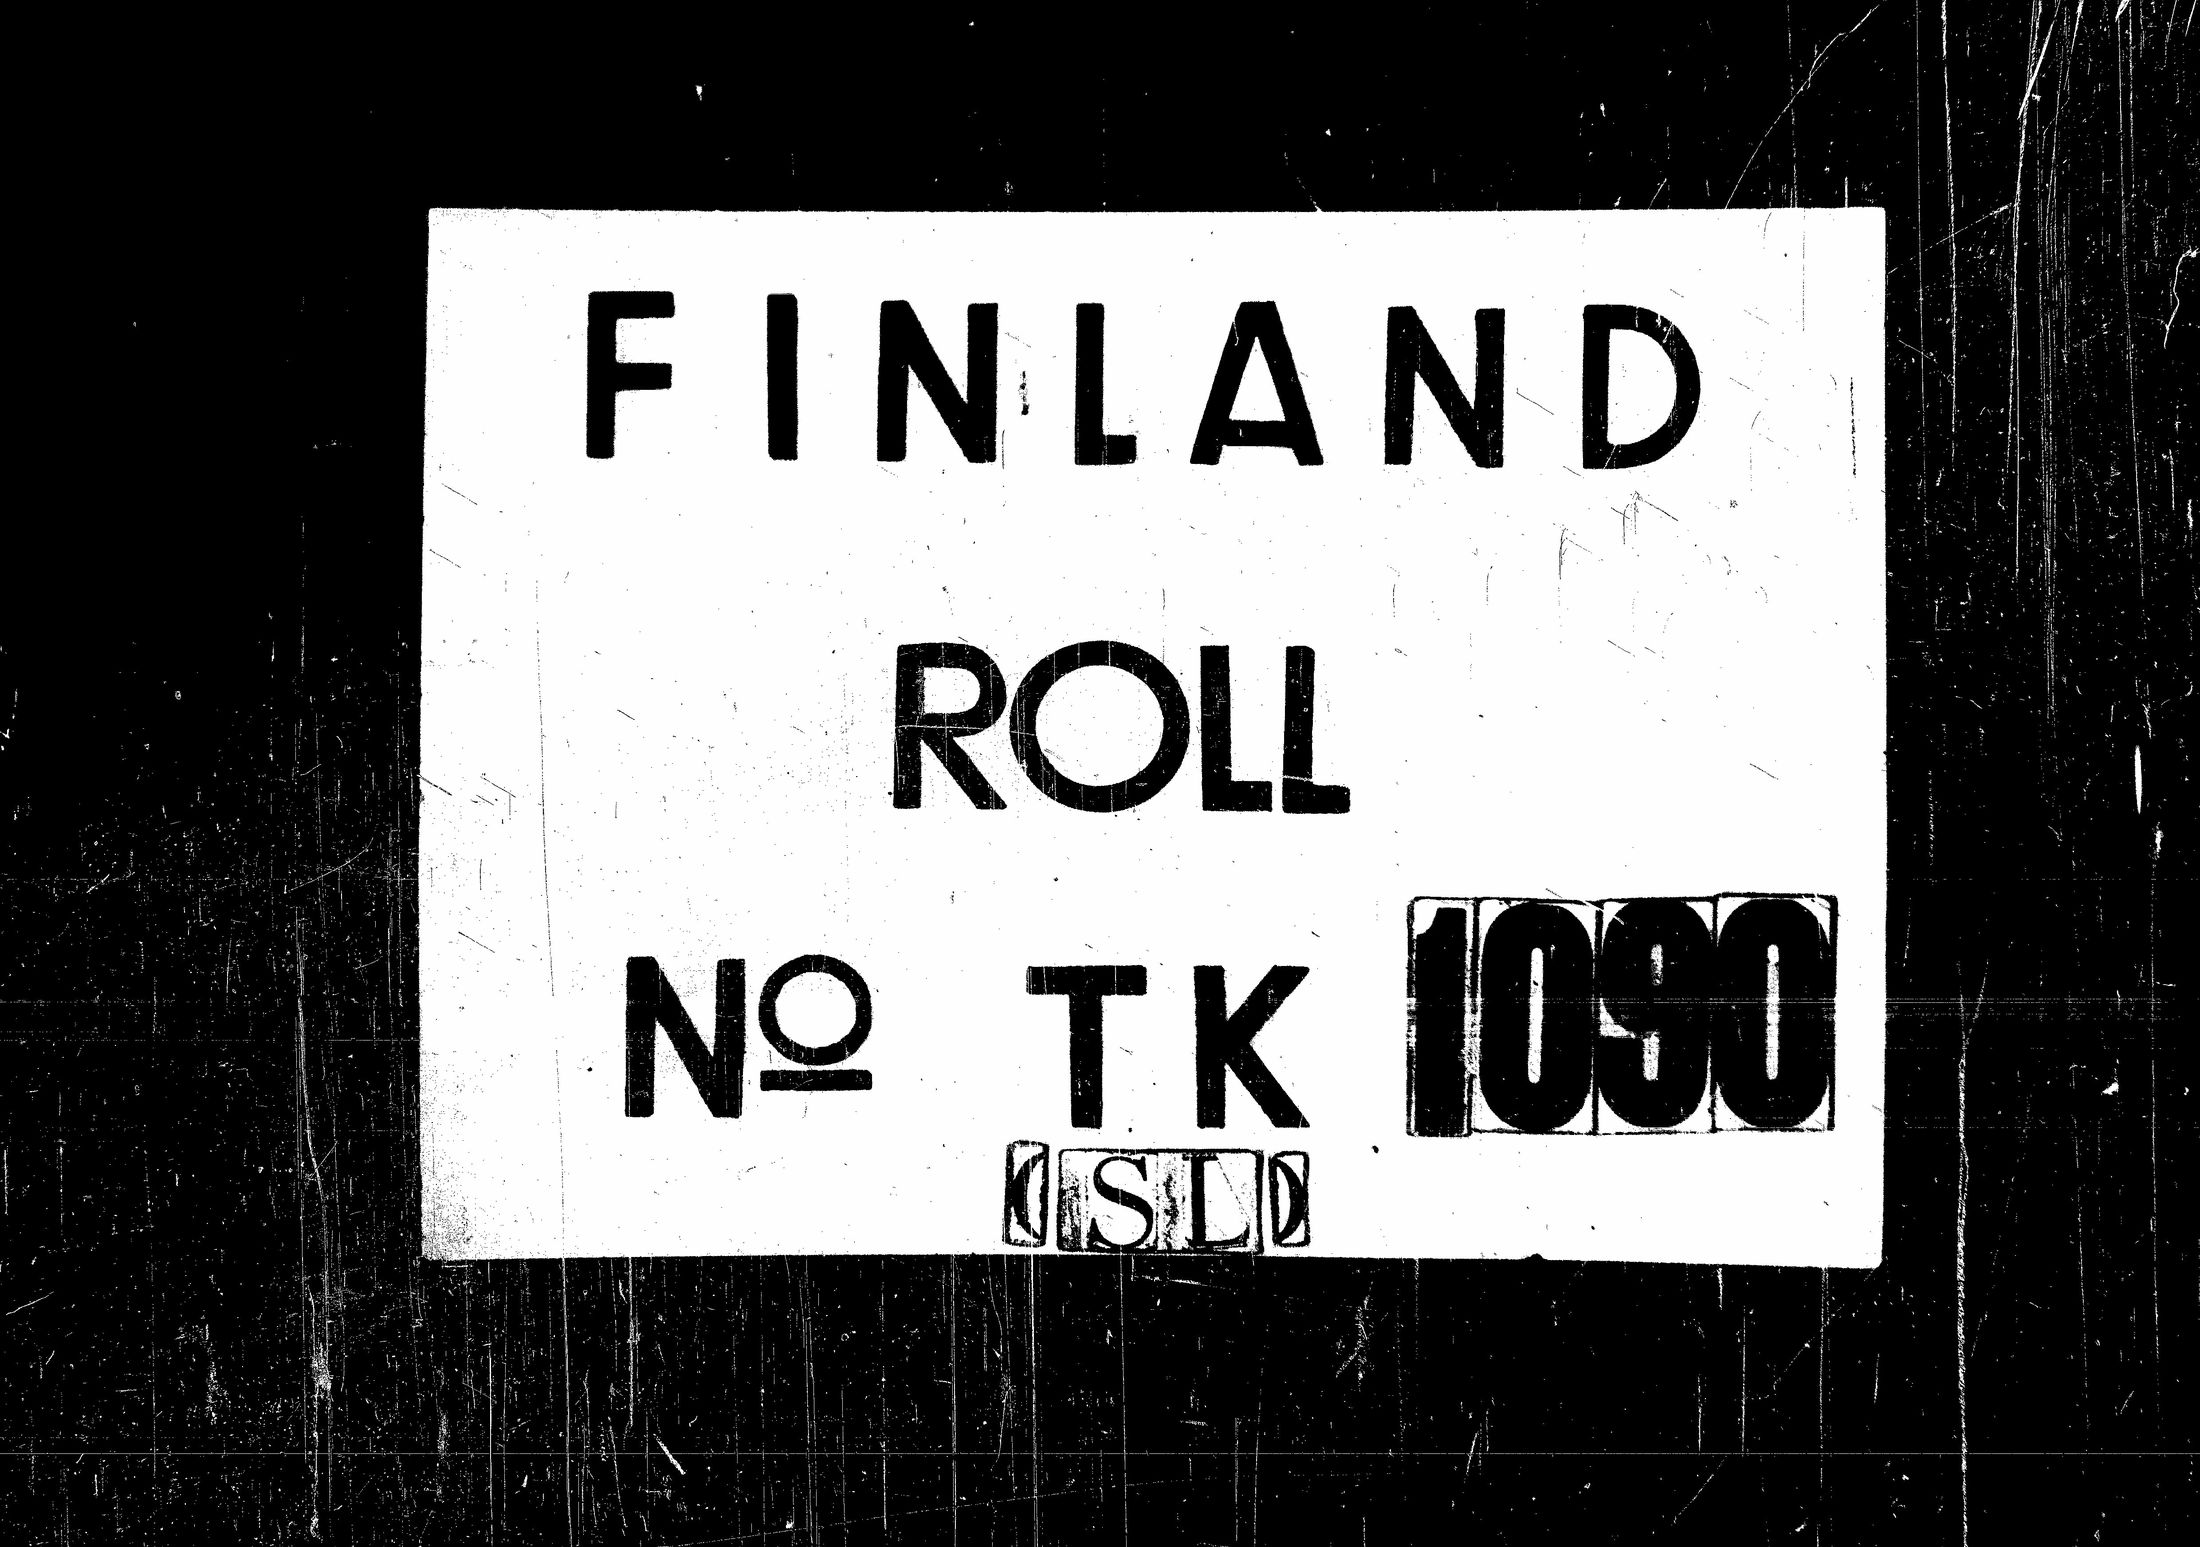 FINLAND
ROLL
Nº TK 1090
(SL)